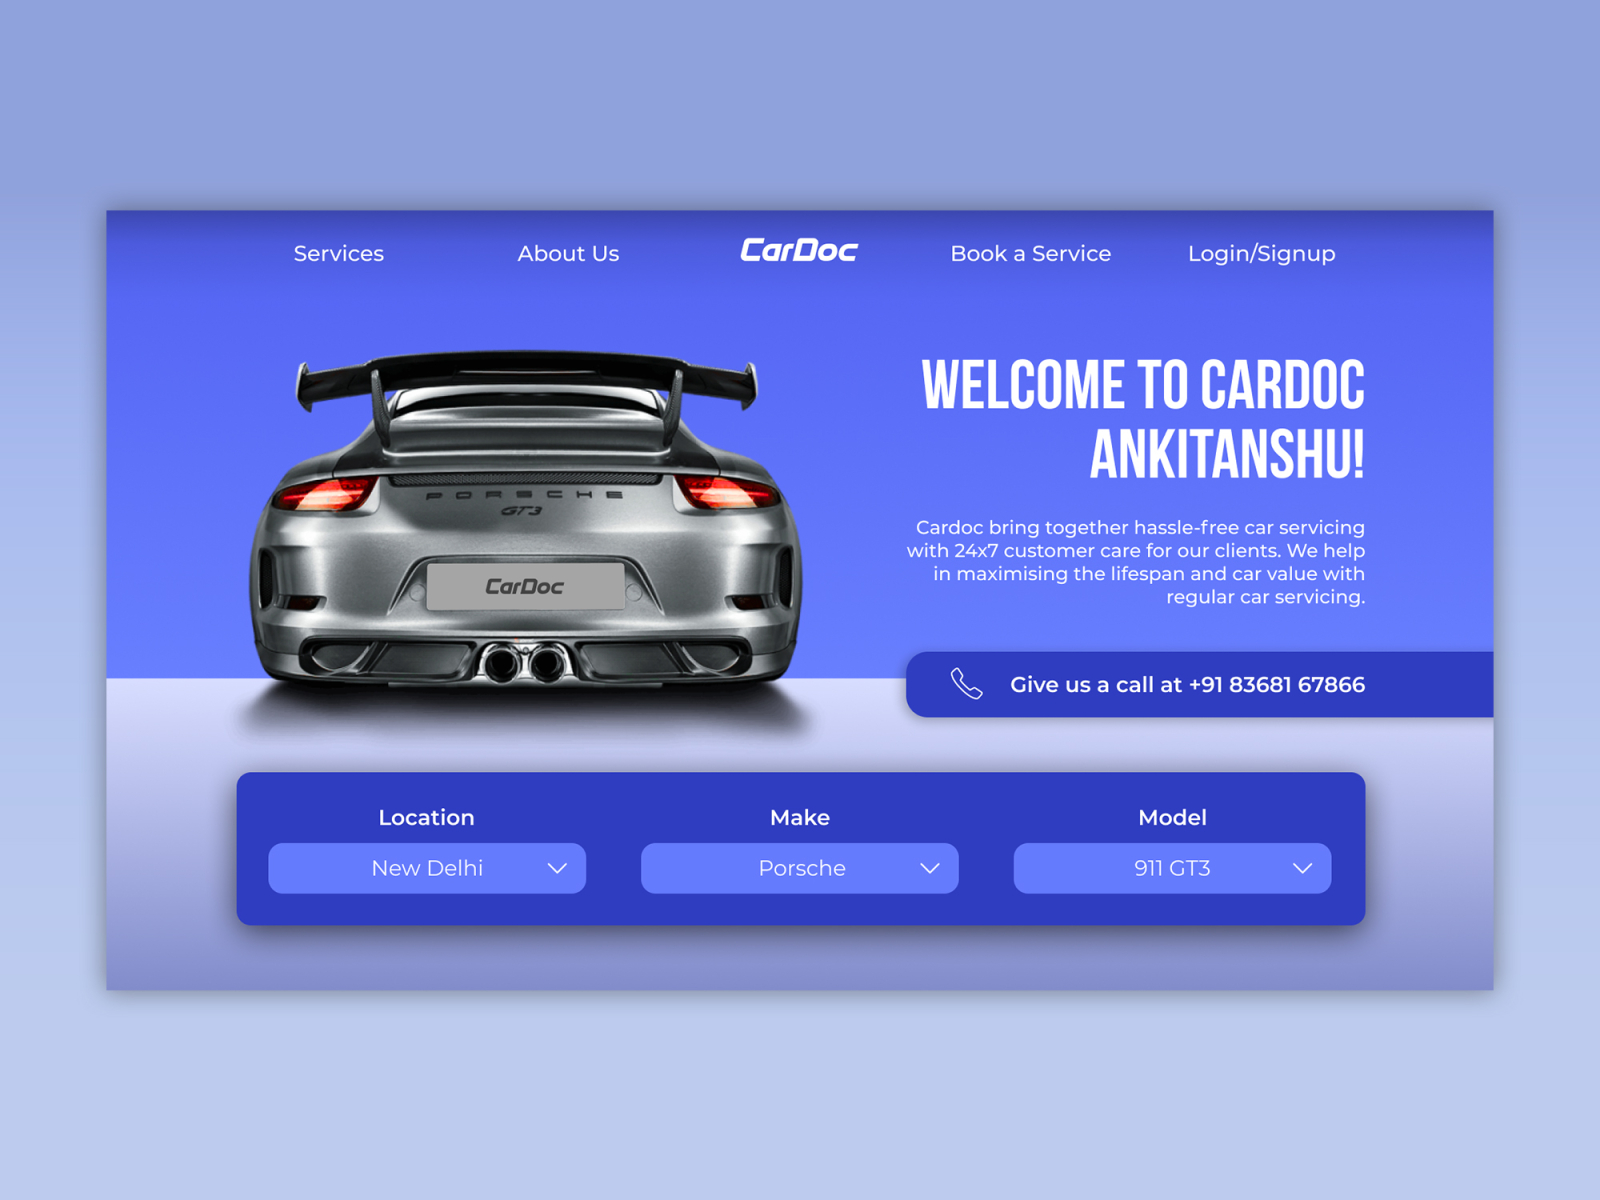 Services
About Us
CarDoc
Book a Service
Login/Signup
WELCOME TO CARDOC
ANKITANSHU!
PORSCHE
GT3
CarDoc
Cardoc bring together hassle-free car servicing
with 24x7 customer care for our clients. We help
in maximising the lifespan and car value with
regular car servicing.
Give us a call at +91 83681 67866
Location
Make
Model
New Delhi
Porsche
911 GT3